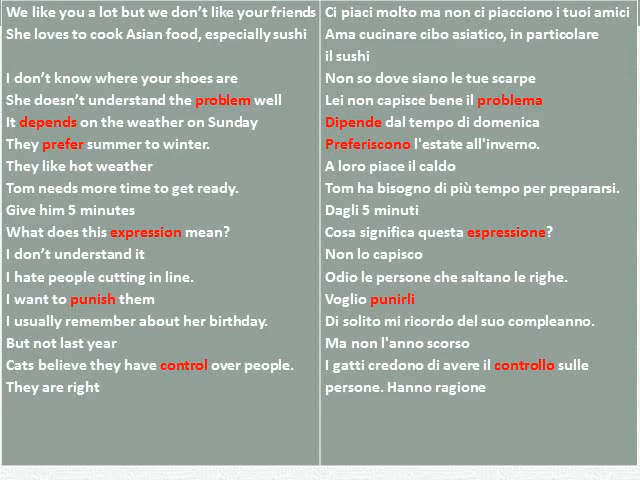 We like you a lot but we don't like your friends
She loves to cook Asian food, especially sushi
I don't know where your shoes are
She doesn't understand the problem well
It depends on the weather on Sunday
They prefer summer to winter.
They like hot weather
Tom needs more time to get ready.
Give him 5 minutes
What does this expression mean?
I don't understand it
I hate people cutting in line.
I want to punish them
I usually remember about her birthday.
But not last year
Cats believe they have control over people.
They are right
Ci piaci molto ma non ci piacciono i tuoi amici
Ama cucinare cibo asiatico, in particolare
il sushi
Non so dove siano le tue scarpe
Lei non capisce bene il problema
Dipende dal tempo di domenica
Preferiscono l'estate all'inverno.
A loro piace il caldo
Tom ha bisogno di più tempo per prepararsi.
Dagli 5 minuti
Cosa significa questa espressione?
Non lo capisco
Odio le persone che saltano le righe.
Voglio punirli
Di solito mi ricordo del suo compleanno.
Ma non l'anno scorso
I gatti credono di avere il controllo sulle
persone. Hanno ragione